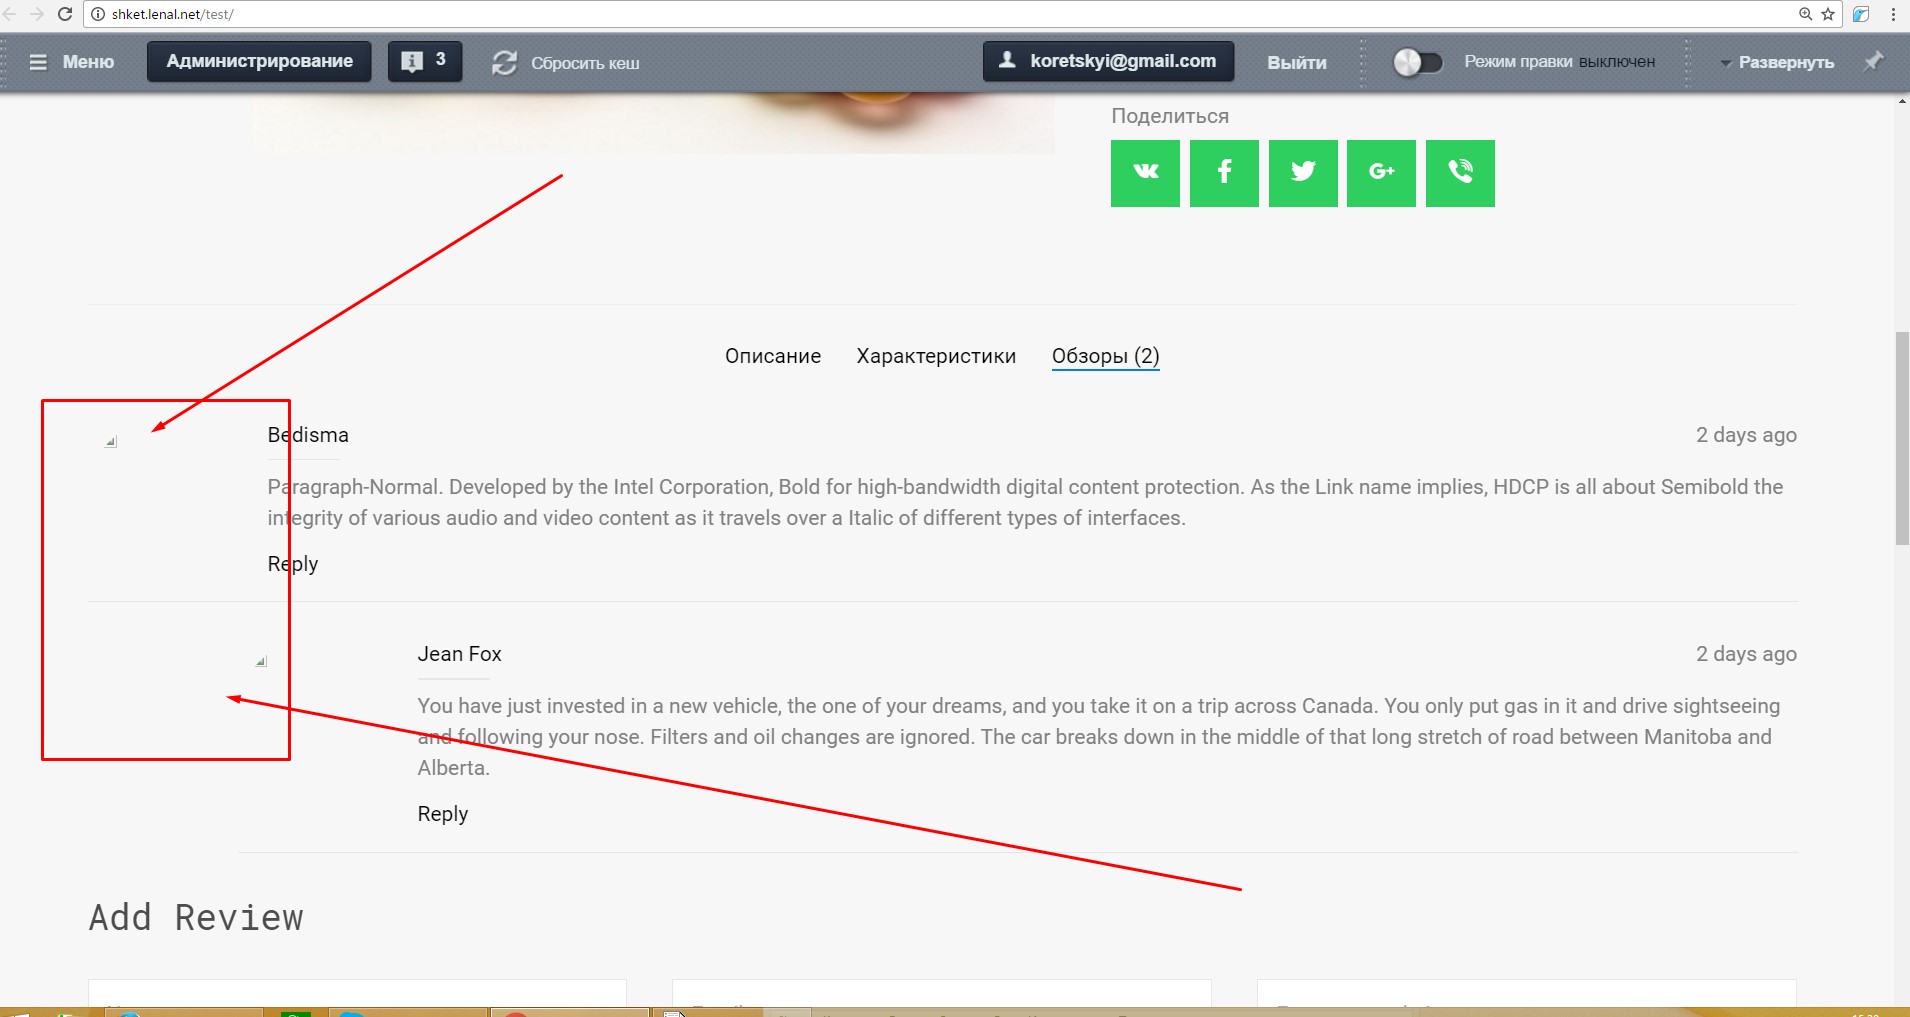 shket.lenal.net/test/
Меню
Администрирование
3
Сбросить кеш
koretskyi@gmail.com
Выйти
Режим правки выключен
Развернуть
Поделиться
G+
Описание
Характеристики
Обзоры (2)
Bedisma
2 days ago
Paragraph-Normal. Developed by the Intel Corporation, Bold for high-bandwidth digital content protection. As the Link name implies, HDCP is all about Semibold the
integrity of various audio and video content as it travels over a Italic of different types of interfaces.
Reply
Jean Fox
2 days ago
You have just invested in a new vehicle, the one of your dreams, and you take it on a trip across Canada. You only put gas in it and drive sightseeing
and following your nose. Filters and oil changes are ignored. The car breaks down in the middle of that long stretch of road between Manitoba and
Alberta.
Reply
Add Review